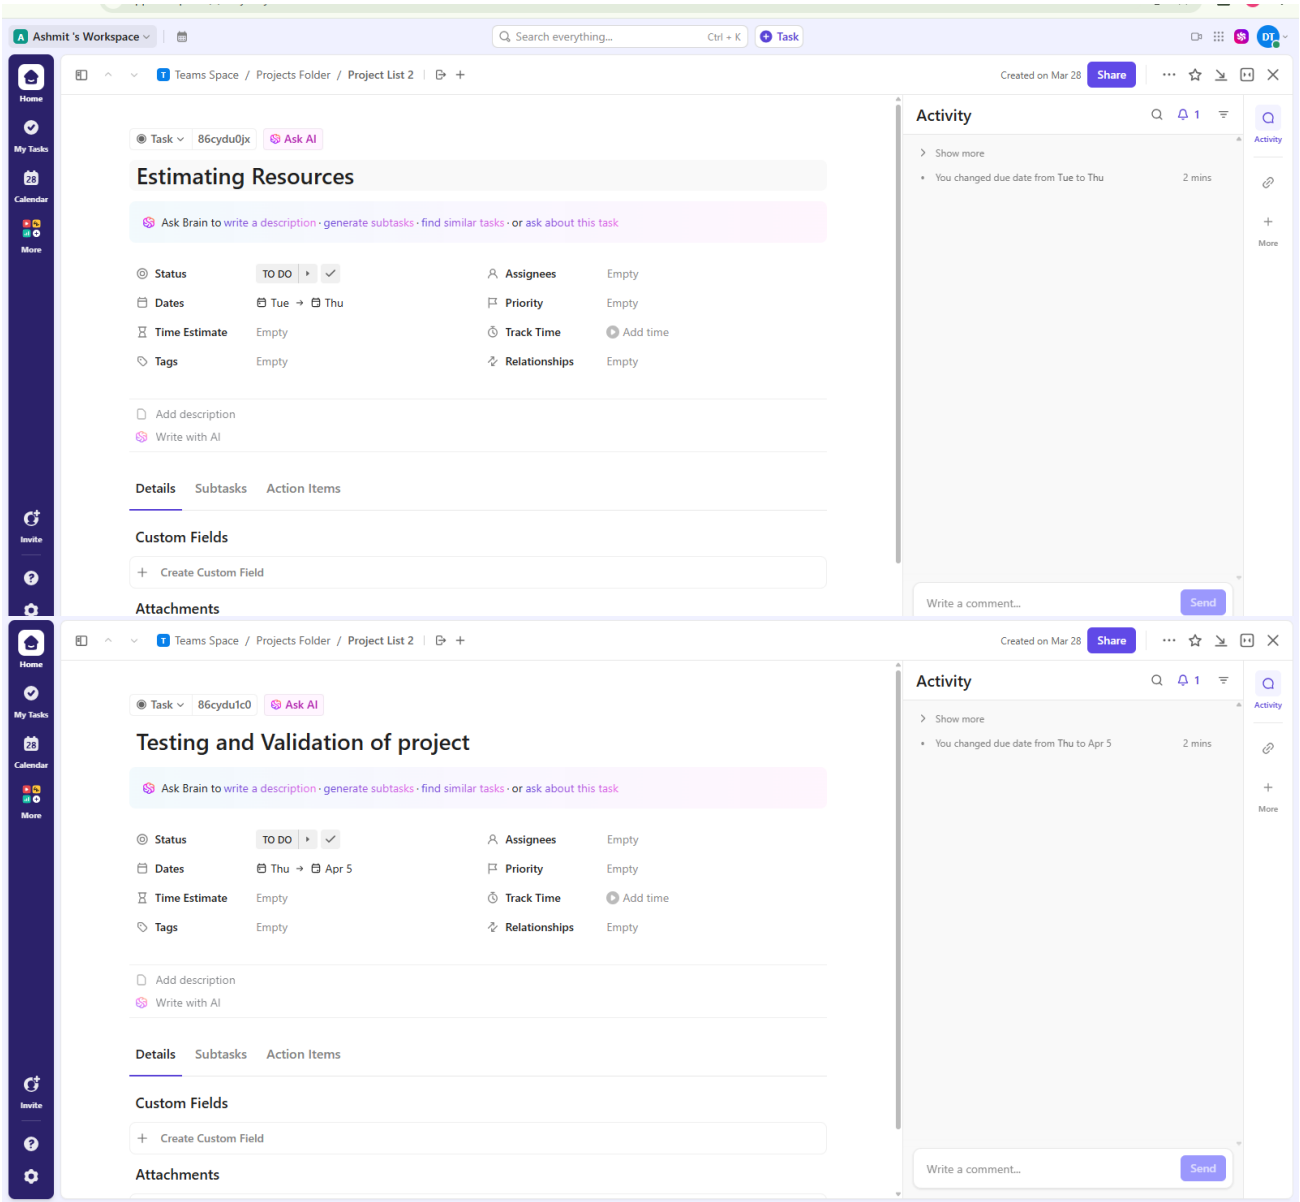 A Ashmit 's Workspace
Search everything... Ctrl + K
Task
DT
Home
My Tasks
28
Calendar
More
Invite
T Teams Space / Projects Folder / Project List 2
Created on Mar 28 Share
Task 86cydu0jx Ask AI
Estimating Resources
Ask Brain to write a description · generate subtasks · find similar tasks · or ask about this task
Status TO DO Assignees Empty
Dates Tue → Thu Priority Empty
Time Estimate Empty Track Time Add time
Tags Empty Relationships Empty
Add description
Write with AI
Details Subtasks Action Items
Custom Fields
+ Create Custom Field
Attachments
Activity 1
Show more
• You changed due date from Tue to Thu 2 mins
Write a comment... Send
Activity
More
Home
My Tasks
28
Calendar
More
Invite
T Teams Space / Projects Folder / Project List 2
Created on Mar 28 Share
Task 86cydu1c0 Ask AI
Testing and Validation of project
Ask Brain to write a description · generate subtasks · find similar tasks · or ask about this task
Status TO DO Assignees Empty
Dates Thu → Apr 5 Priority Empty
Time Estimate Empty Track Time Add time
Tags Empty Relationships Empty
Add description
Write with AI
Details Subtasks Action Items
Custom Fields
+ Create Custom Field
Attachments
Activity 1
Show more
• You changed due date from Thu to Apr 5 2 mins
Write a comment... Send
Activity
More